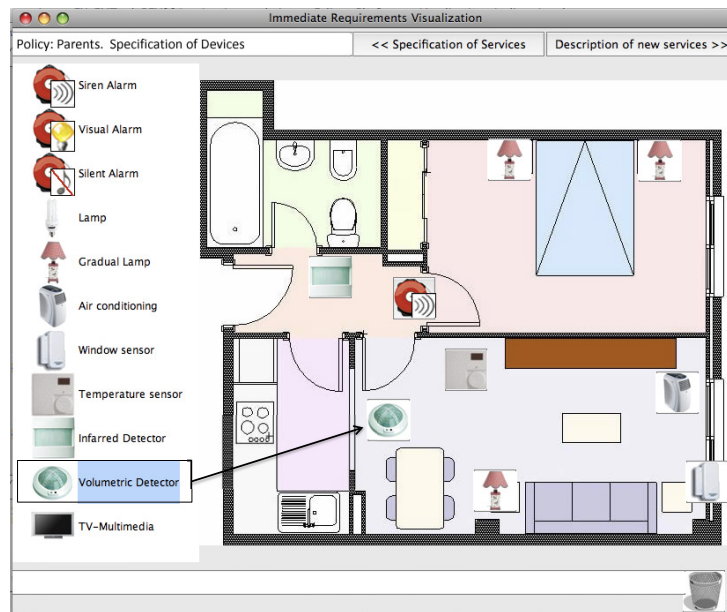 Immediate Requirements Visualization
Policy: Parents. Specification of Devices
<< Specification of Services
Description of new services >>
Siren Alarm
Visual Alarm
Silent Alarm
Lamp
Gradual Lamp
Air conditioning
Window sensor
Temperature sensor
Infarred Detector
Volumetric Detector
TV-Multimedia